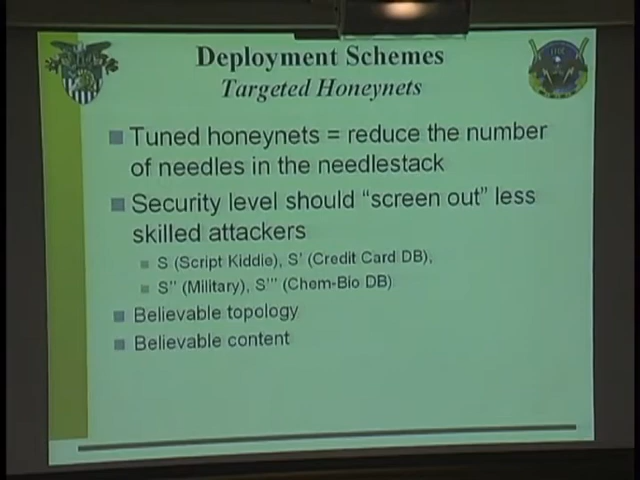 Deployment Schemes
Targeted Honeynets
Tuned honeynets = reduce the number
of needles in the needlestack
Security level should "screen out" less
skilled attackers
S (Script Kiddie), S' (Credit Card DB),
S'' (Military), S''' (Chem-Bio DB)
Believable topology
Believable content